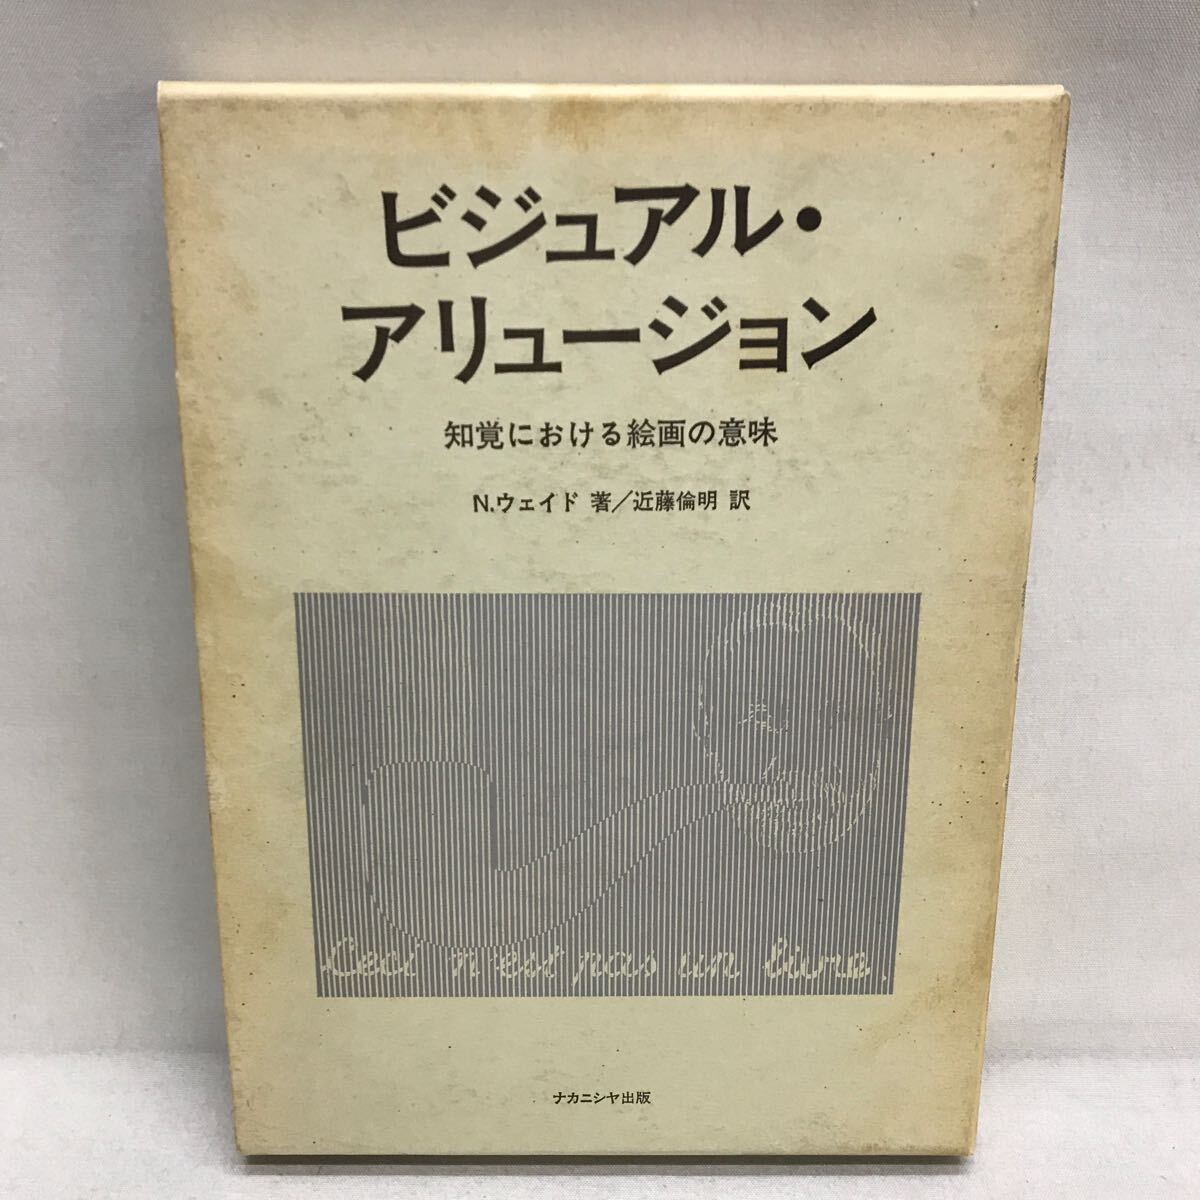 ビジュアル・
アリュージョン
知覚における絵画の意味
N.ウェイド 著／近藤倫明 訳
Ceci n'est pas un livre.
ナカニシヤ出版